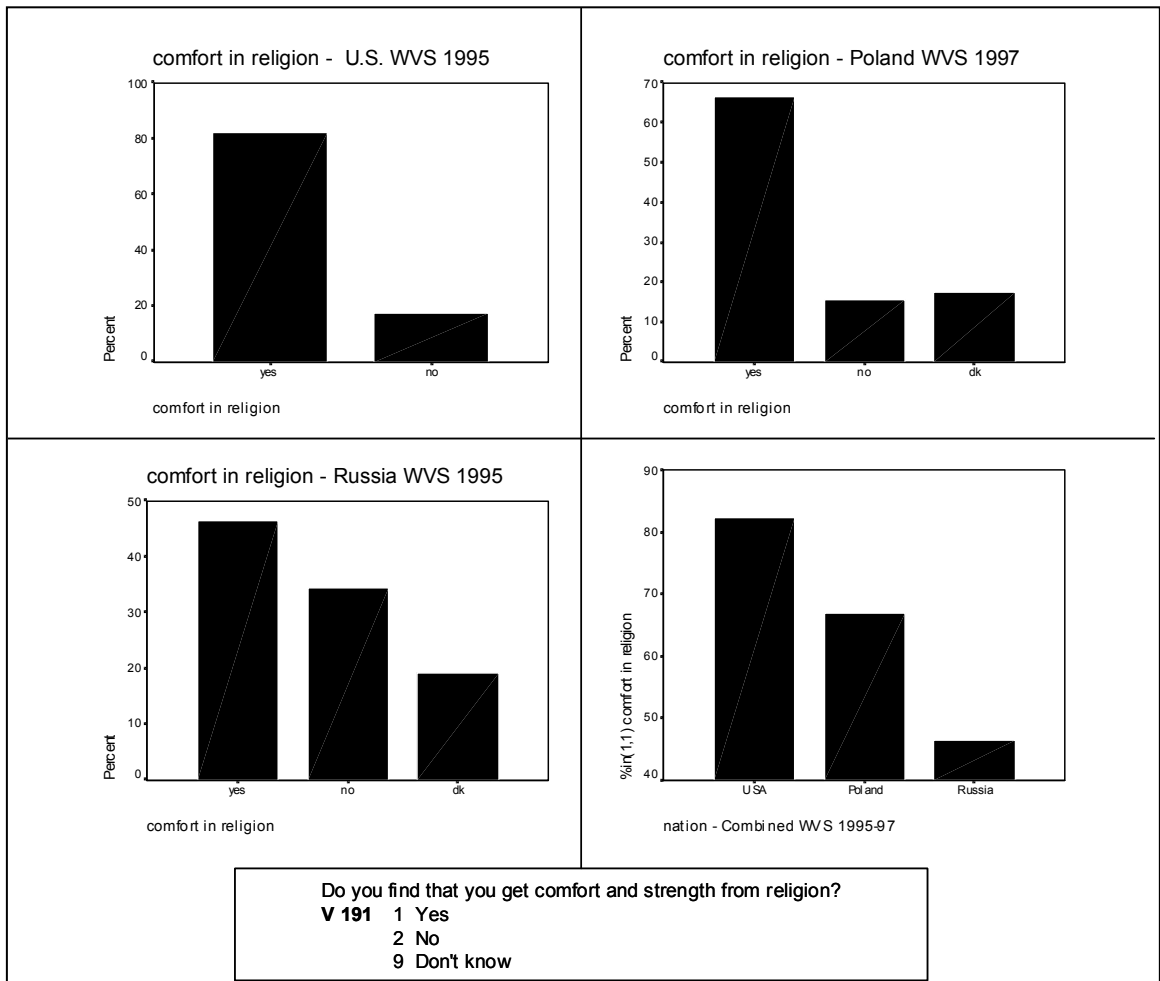 comfort in religion -  U.S. WVS 1995
100
80
60
40
20
0
Percent
yes
no
comfort in religion
comfort in religion - Poland WVS 1997
70
60
50
40
30
20
10
0
Percent
yes
no
dk
comfort in religion
comfort in religion - Russia WVS 1995
50
40
30
20
10
0
Percent
yes
no
dk
comfort in religion
90
80
70
60
50
40
%in(1,1) comfort in religion
USA
Poland
Russia
nation - Combined WVS 1995-97
Do you find that you get comfort and strength from religion?
V 191 1 Yes
2 No
9 Don't know